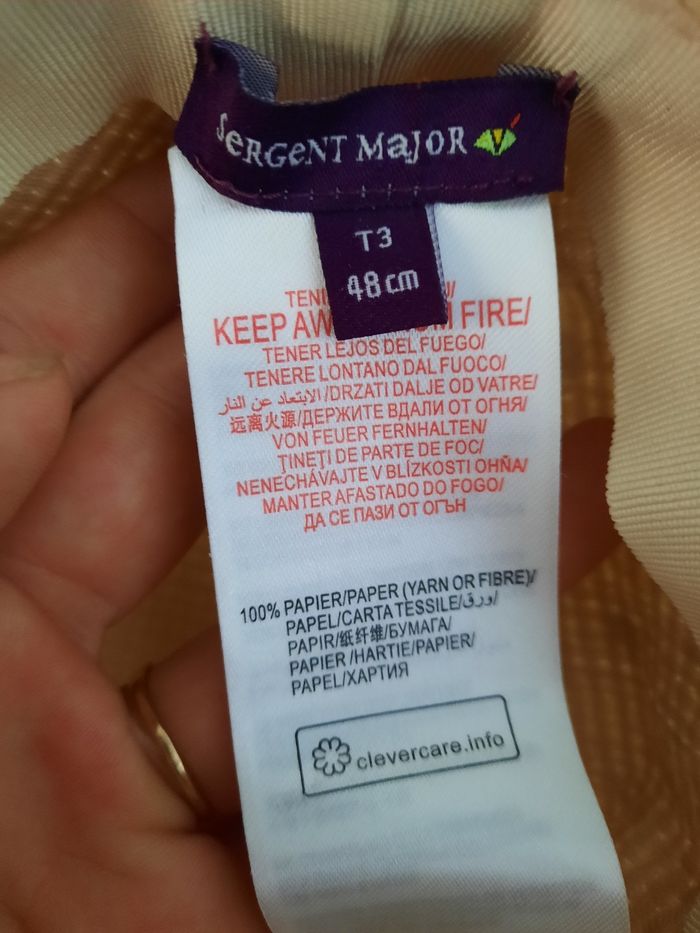 SERGENT MAJOR
T3
48cm
TENI
KEEP AW M FIRE/
TENER LEJOS DEL FUEGO/
TENERE LONTANO DAL FUOCO/
الابتعاد عن النار/DRZATI DALJE OD VATRE/
远离火源/ДЕРЖИТЕ ВДАЛИ ОТ ОГНЯ/
VON FEUER FERNHALTEN/
ŢINEŢI DE PARTE DE FOC/
NENECHÁVAJTE V BLÍZKOSTI OHŇA/
MANTER AFASTADO DO FOGO/
ДА СЕ ПАЗИ ОТ ОГЪН
100% PAPIER/PAPER (YARN OR FIBRE)/
PAPEL/CARTA TESSILE/ورق/
PAPIR/纸纤维/БУМАГА/
PAPIER /HARTIE/PAPIER/
PAPEL/ХАРТИЯ
clevercare.info